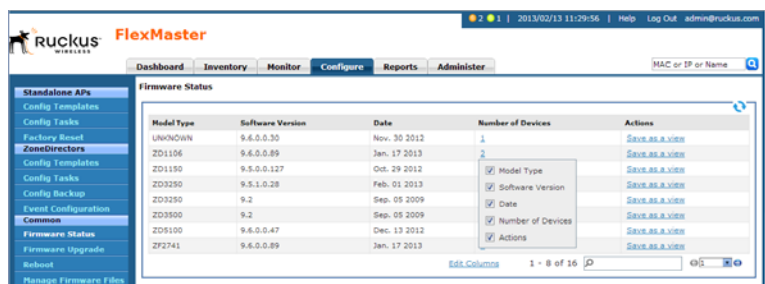 2 1 | 2013/02/13 11:29:56 | Help Log Out admin@ruckus.com
RUCKUS WIRELESS FlexMaster
Dashboard Inventory Monitor Configure Reports Administer MAC or IP or Name
Standalone APs
Config Templates
Config Tasks
Factory Reset
ZoneDirectors
Config Templates
Config Tasks
Config Backup
Event Configuration
Common
Firmware Status
Firmware Upgrade
Reboot
Manage Firmware Files
Firmware Status
Model Type Software Version Date Number of Devices Actions
UNKNOWN 9.6.0.0.30 Nov. 30 2012 1 Save as a view
ZD1106 9.6.0.0.89 Jan. 17 2013 2 Save as a view
ZD1150 9.5.0.0.127 Oct. 29 2012 Save as a view
ZD3250 9.5.1.0.28 Feb. 01 2013 Save as a view
ZD3250 9.2 Sep. 05 2009 Save as a view
ZD3500 9.2 Sep. 05 2009 Save as a view
ZD5100 9.6.0.0.47 Dec. 13 2012 Save as a view
ZF2741 9.6.0.0.89 Jan. 17 2013 Save as a view
Model Type
Software Version
Date
Number of Devices
Actions
Edit Columns 1 - 8 of 16 1